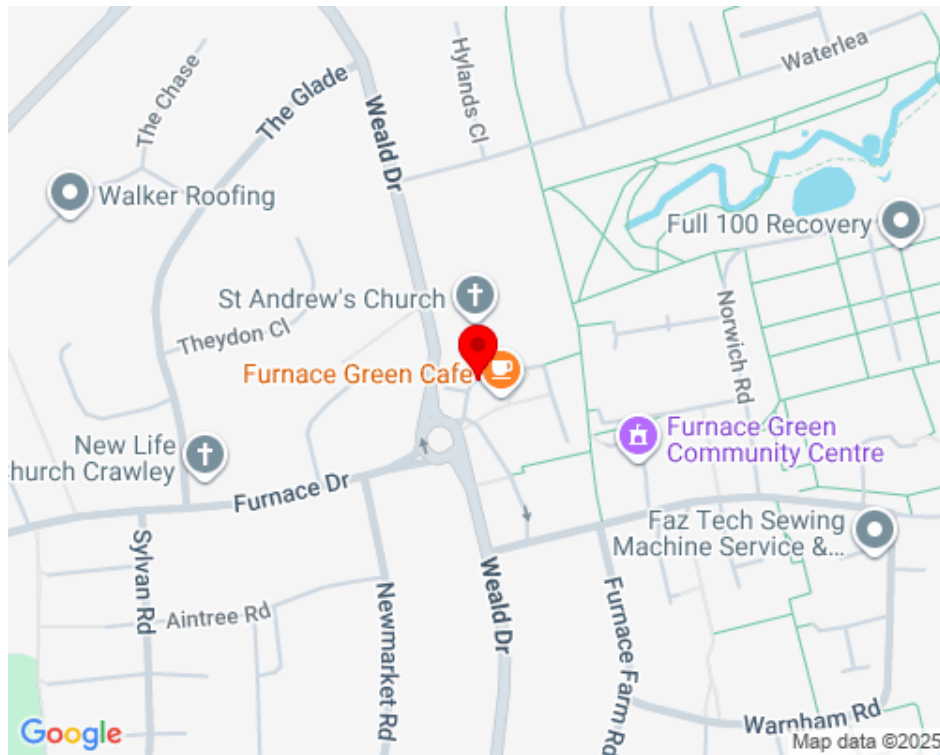 Hylands Cl
Waterlea
The Chase
The Glade
Weald Dr
Walker Roofing
Full 100 Recovery
St Andrew's Church
Norwich Rd
Theydon Cl
Furnace Green Cafe
Furnace Green
Community Centre
New Life
Church Crawley
Furnace Dr
Faz Tech Sewing
Machine Service &...
Sylvan Rd
Aintree Rd
Newmarket Rd
Weald Dr
Furnace Farm Rd
Warnham Rd
Google
Map data ©2025